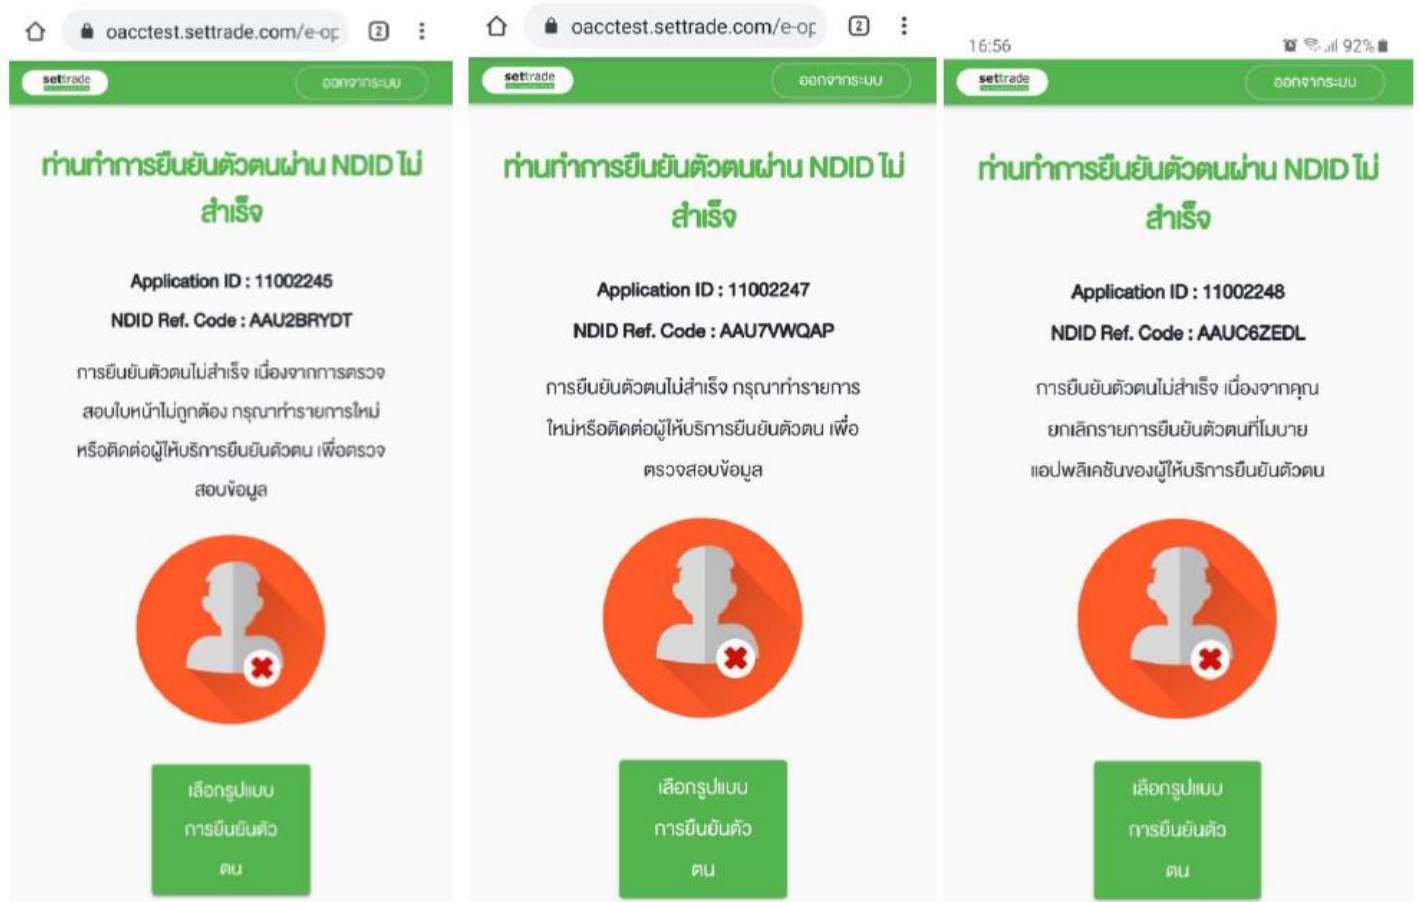 oacctest.settrade.com/e-op
2
settrade
ออกจากระบบ
ท่านทำการยืนยันตัวตนผ่าน NDID ไม่
สำเร็จ
Application ID : 11002245
NDID Ref. Code : AAU2BRYDT
การยืนยันตัวตนไม่สำเร็จ เนื่องจากการตรวจ
สอบใบหน้าไม่ถูกต้อง กรุณาทำรายการใหม่
หรือติดต่อผู้ให้บริการยืนยันตัวตน เพื่อตรวจ
สอบข้อมูล
เลือกรูปแบบ
การยืนยันตัว
ตน
oacctest.settrade.com/e-op
2
settrade
ออกจากระบบ
ท่านทำการยืนยันตัวตนผ่าน NDID ไม่
สำเร็จ
Application ID : 11002247
NDID Ref. Code : AAU7VWQAP
การยืนยันตัวตนไม่สำเร็จ กรุณาทำรายการ
ใหม่หรือติดต่อผู้ให้บริการยืนยันตัวตน เพื่อ
ตรวจสอบข้อมูล
เลือกรูปแบบ
การยืนยันตัว
ตน
16:56
92%
settrade
ออกจากระบบ
ท่านทำการยืนยันตัวตนผ่าน NDID ไม่
สำเร็จ
Application ID : 11002248
NDID Ref. Code : AAUC6ZEDL
การยืนยันตัวตนไม่สำเร็จ เนื่องจากคุณ
ยกเลิกรายการยืนยันตัวตนที่โมบาย
แอปพลิเคชันของผู้ให้บริการยืนยันตัวตน
เลือกรูปแบบ
การยืนยันตัว
ตน